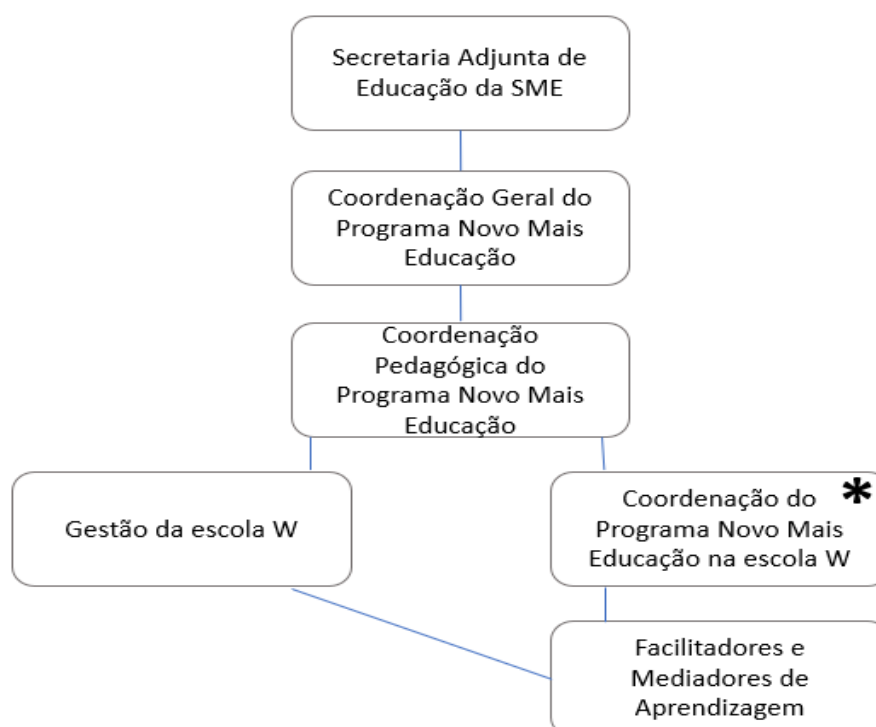 Secretaria Adjunta de
Educação da SME
Coordenação Geral do
Programa Novo Mais
Educação
Coordenação
Pedagógica do
Programa Novo Mais
Educação
Gestão da escola W
Coordenação do *
Programa Novo Mais
Educação na escola W
Facilitadores e
Mediadores de
Aprendizagem